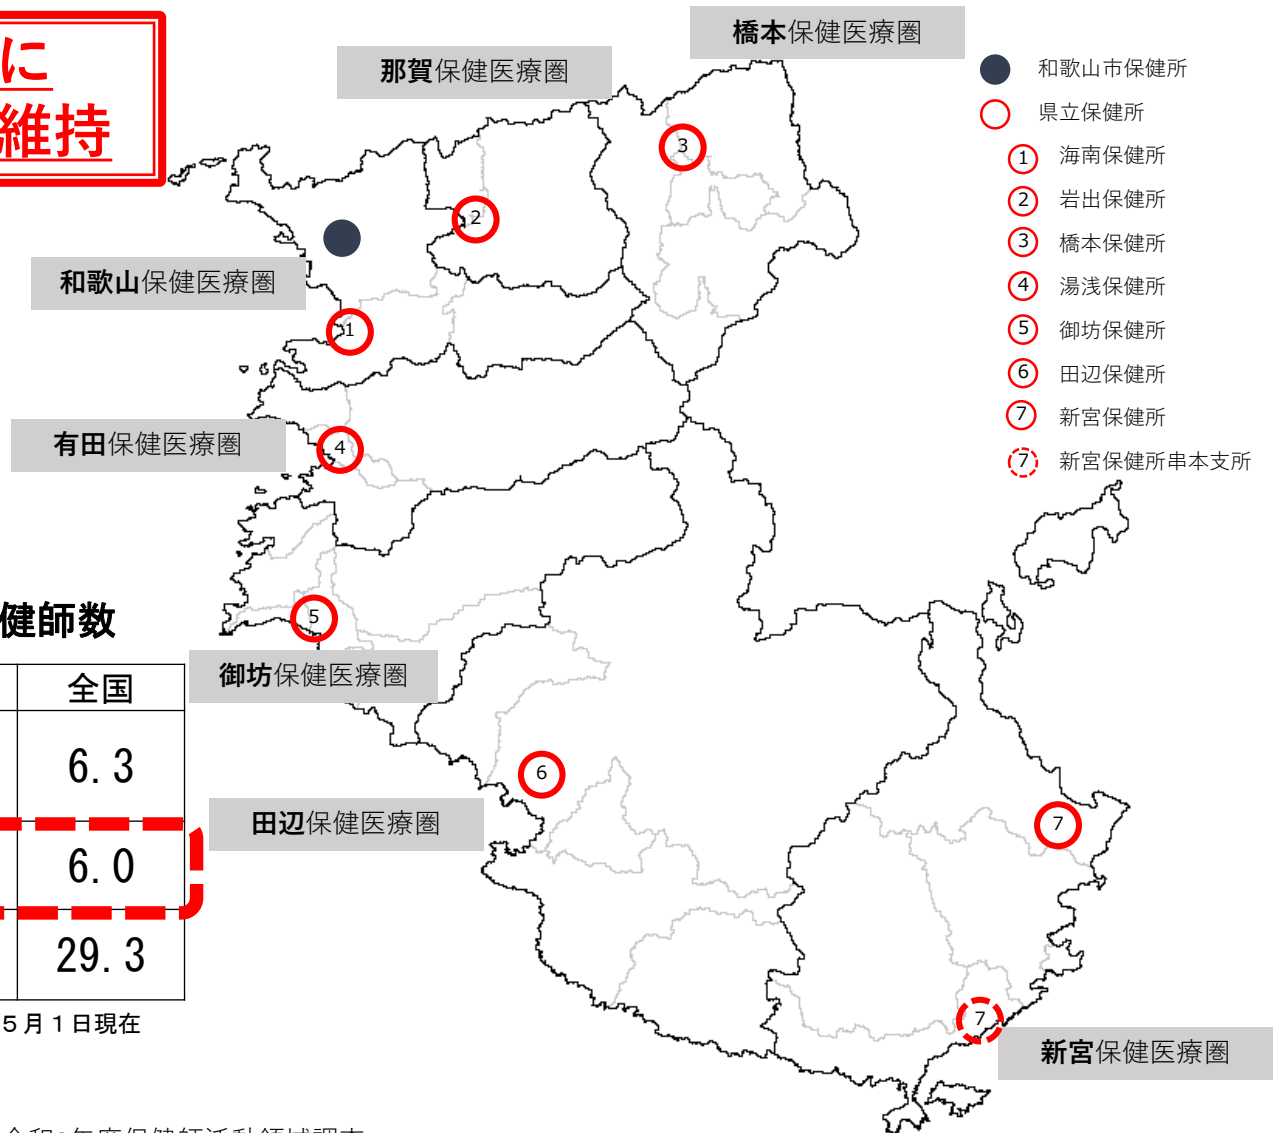 に
維持
橋本保健医療圏
那賀保健医療圏
和歌山市保健所
県立保健所
1 海南保健所
2 岩出保健所
3 橋本保健所
4 湯浅保健所
5 御坊保健所
6 田辺保健所
7 新宮保健所
7 新宮保健所串本支所
3
2
和歌山保健医療圏
1
有田保健医療圏
4
5
健師数
御坊保健医療圏
全国
6.3
6
田辺保健医療圏
7
6.0
29.3
5月1日現在
7
新宮保健医療圏